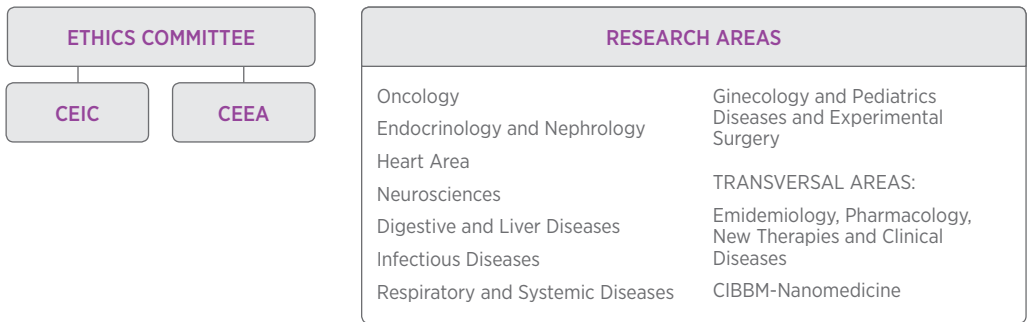 ETHICS COMMITTEE
CEIC
CEEA
RESEARCH AREAS
Oncology
Endocrinology and Nephrology
Heart Area
Neurosciences
Digestive and Liver Diseases
Infectious Diseases
Respiratory and Systemic Diseases
Ginecology and Pediatrics
Diseases and Experimental
Surgery
TRANSVERSAL AREAS:
Emidemiology, Pharmacology,
New Therapies and Clinical
Diseases
CIBBM-Nanomedicine